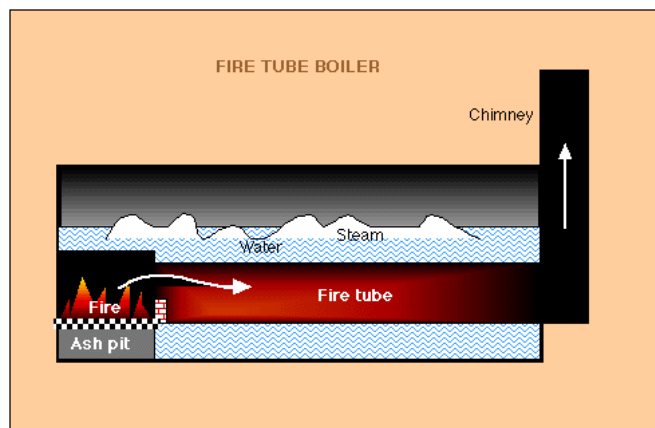 FIRE TUBE BOILER
Chimney
Steam
Water
Fire tube
Fire
Ash pit